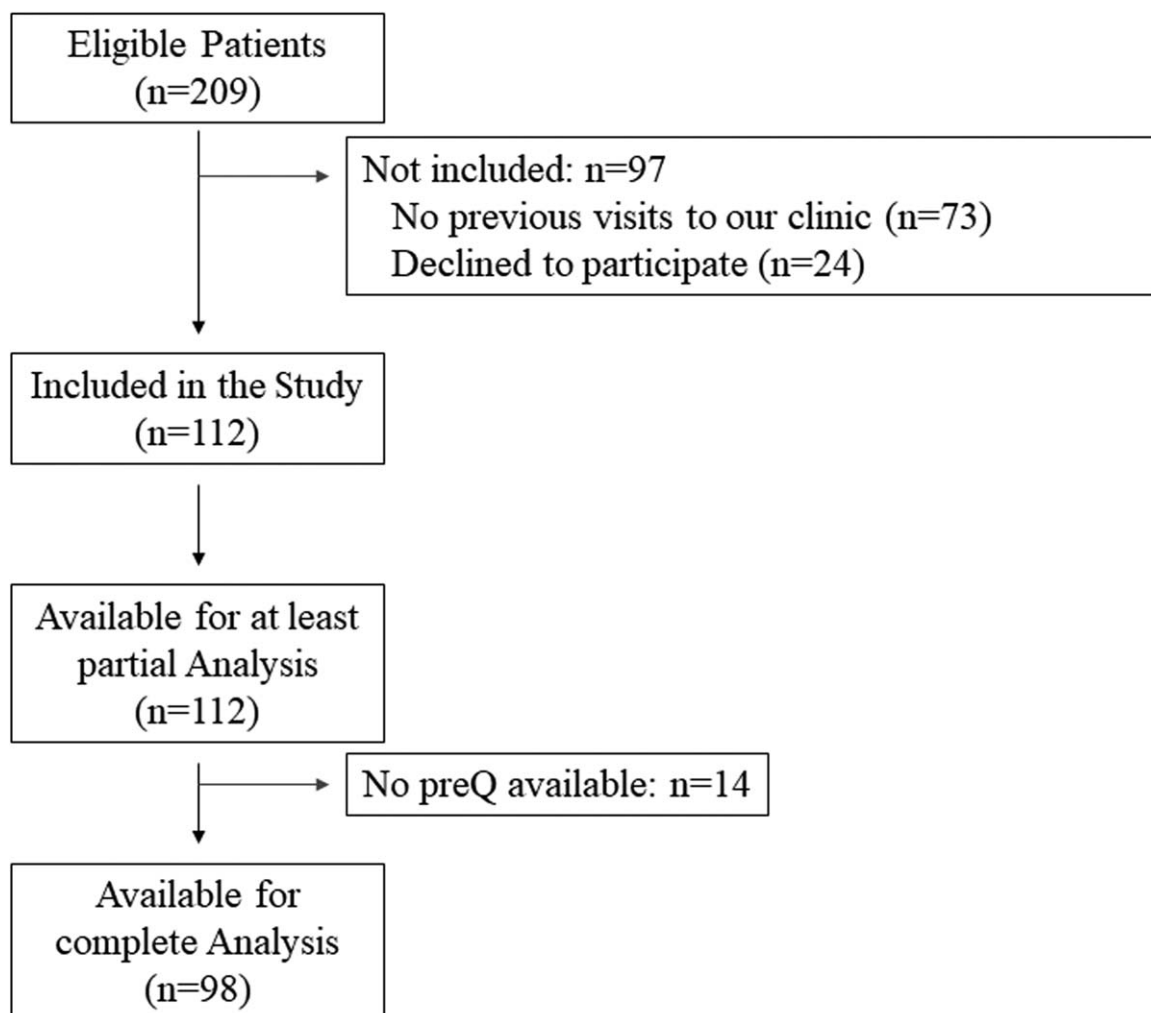 Eligible Patients
(n=209)
Not included: n=97
No previous visits to our clinic (n=73)
Declined to participate (n=24)
Included in the Study
(n=112)
Available for at least
partial Analysis
(n=112)
No preQ available: n=14
Available for
complete Analysis
(n=98)